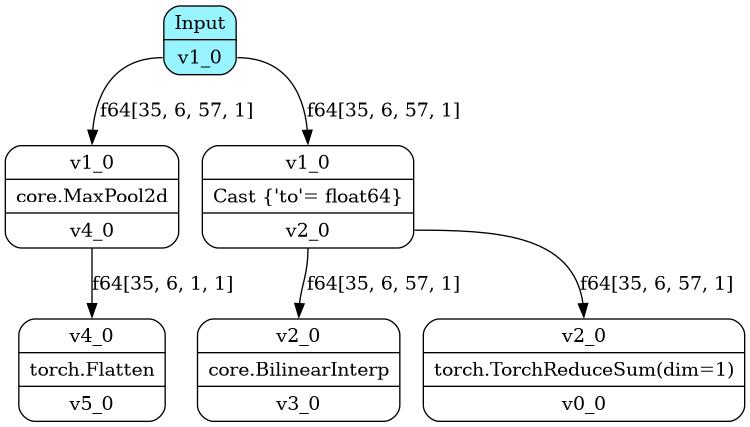 Input
v1_0
f64[35, 6, 57, 1]
f64[35, 6, 57, 1]
v1_0
core.MaxPool2d
v4_0
v1_0
Cast {'to'= float64}
v2_0
f64[35, 6, 1, 1]
f64[35, 6, 57, 1]
f64[35, 6, 57, 1]
v4_0
torch.Flatten
v5_0
v2_0
core.BilinearInterp
v3_0
v2_0
torch.TorchReduceSum(dim=1)
v0_0